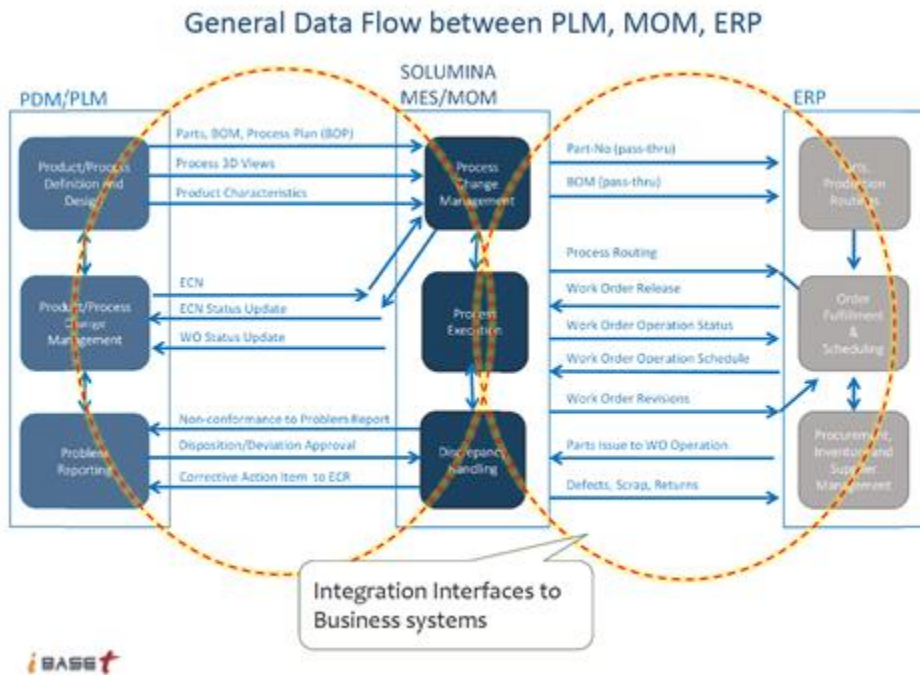 General Data Flow between PLM, MOM, ERP
PDM/PLM
SOLUMINA
MES/MOM
ERP
Product/Process
Definition and
Design
Parts, BOM, Process Plan (BOP)
Process 3D Views
Product Characteristics
Process
Change
Management
Part-No (pass-thru)
BOM (pass-thru)
Parts,
Production
Routings
Product/Process
Change
Management
ECN
ECN Status Update
WO Status Update
Process
Execution
Process Routing
Work Order Release
Work Order Operation Status
Work Order Operation Schedule
Work Order Revisions
Order
Fulfillment
&
Scheduling
Problem
Reporting
Non-conformance to Problem Report
Disposition/Deviation Approval
Corrective Action Item to ECR
Discrepancy
Handling
Parts Issue to WO Operation
Defects, Scrap, Returns
Procurement,
Inventory and
Supplier
Management
Integration Interfaces to
Business systems
iBASEt